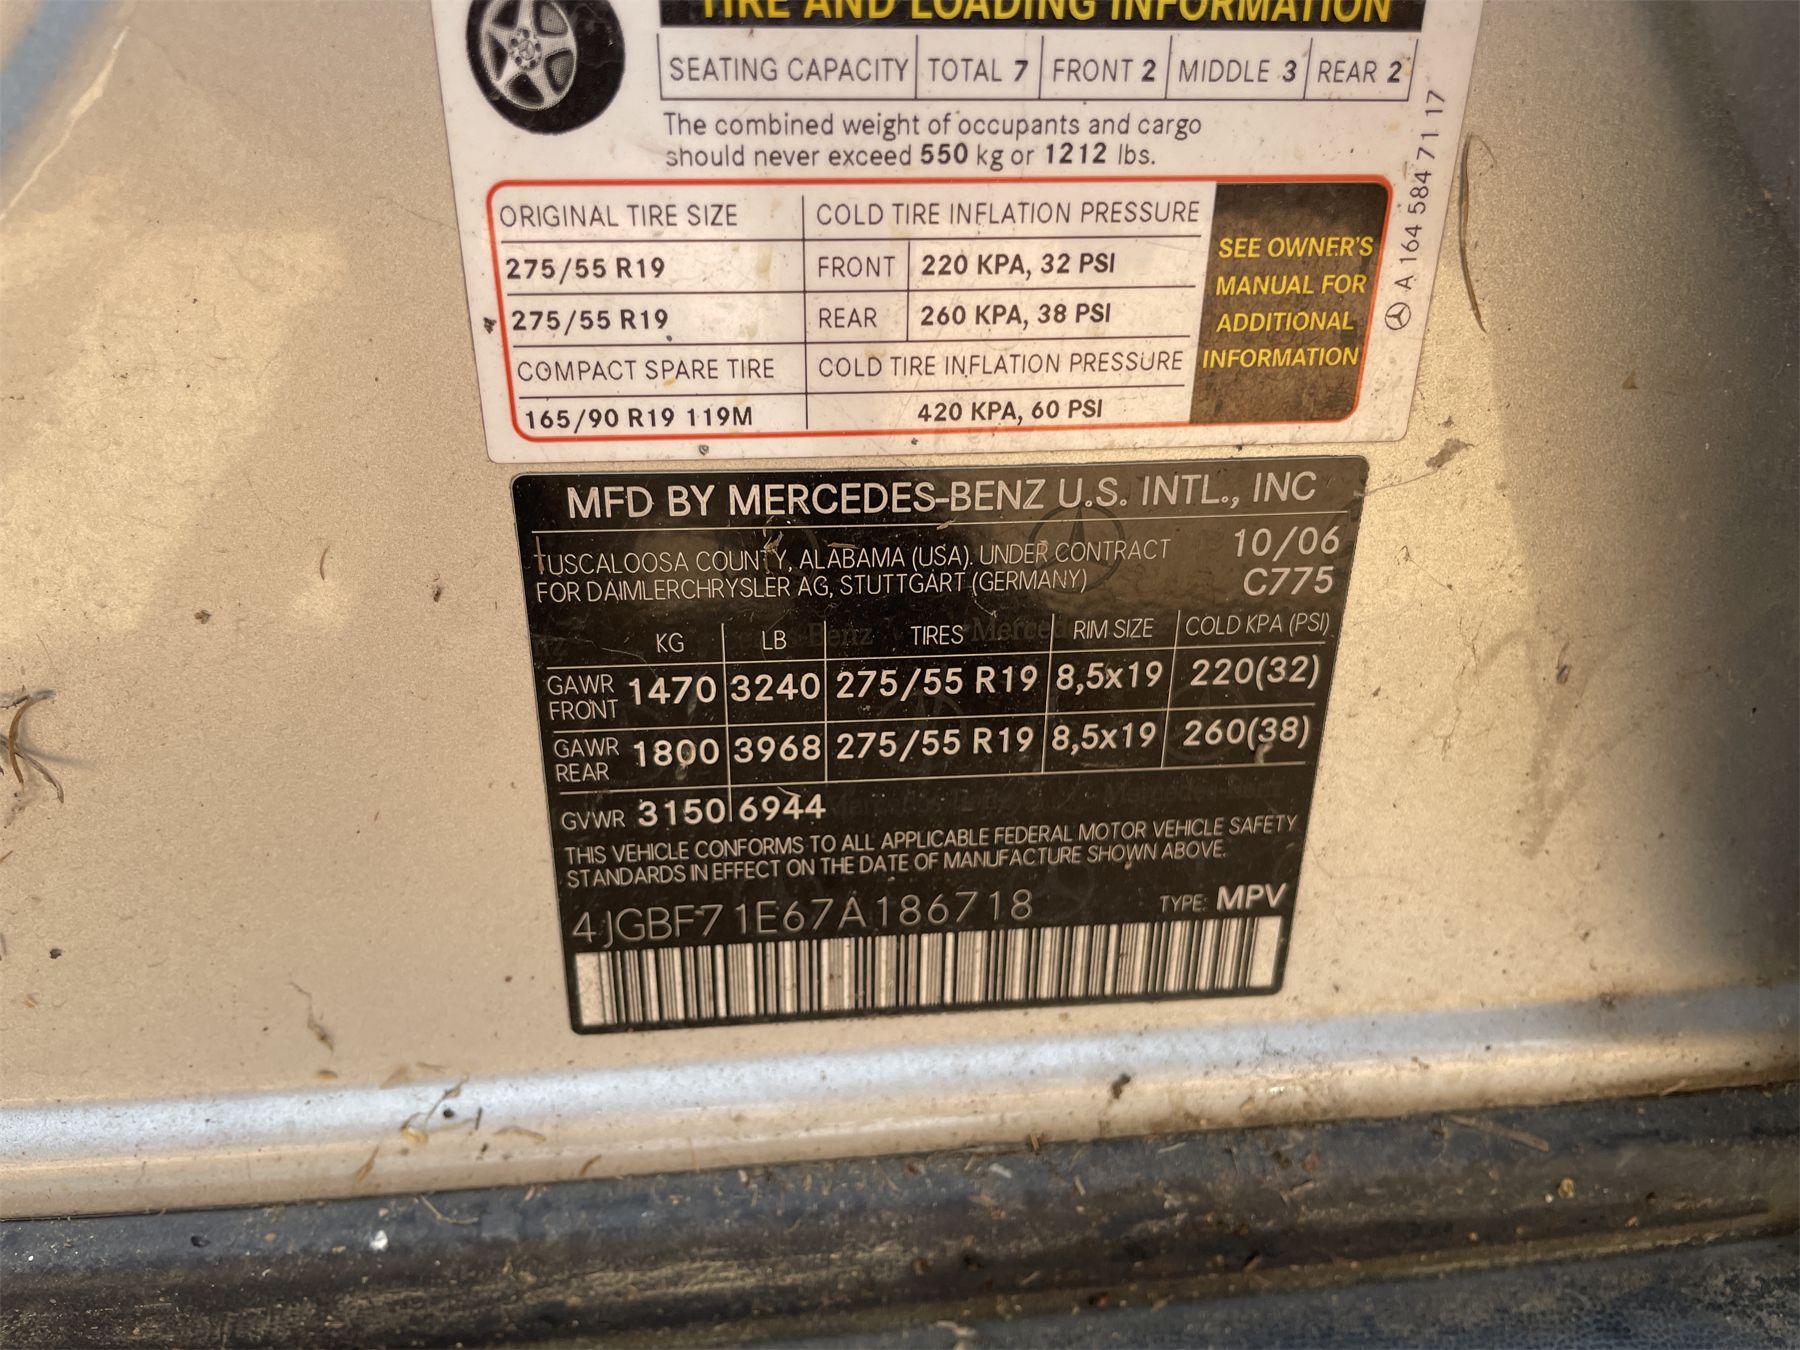 TIRE AND LOADING INFORMATION
SEATING CAPACITY TOTAL 7 FRONT 2 MIDDLE 3 REAR 2
The combined weight of occupants and cargo
should never exceed 550 kg or 1212 lbs.
ORIGINAL TIRE SIZE COLD TIRE INFLATION PRESSURE
275/55 R19 FRONT 220 KPA, 32 PSI
275/55 R19 REAR 260 KPA, 38 PSI
COMPACT SPARE TIRE COLD TIRE INFLATION PRESSURE
165/90 R19 119M 420 KPA, 60 PSI
SEE OWNER'S
MANUAL FOR
ADDITIONAL
INFORMATION
A 164 584 71 17
MFD BY MERCEDES-BENZ U.S. INTL., INC
TUSCALOOSA COUNTY, ALABAMA (USA). UNDER CONTRACT 10/06
FOR DAIMLERCHRYSLER AG, STUTTGART (GERMANY) C775
KG LB TIRES RIM SIZE COLD KPA (PSI)
GAWR FRONT 1470 3240 275/55 R19 8,5x19 220(32)
GAWR REAR 1800 3968 275/55 R19 8,5x19 260(38)
GVWR 3150 6944
THIS VEHICLE CONFORMS TO ALL APPLICABLE FEDERAL MOTOR VEHICLE SAFETY
STANDARDS IN EFFECT ON THE DATE OF MANUFACTURE SHOWN ABOVE.
4JGBF71E67A186718 TYPE: MPV